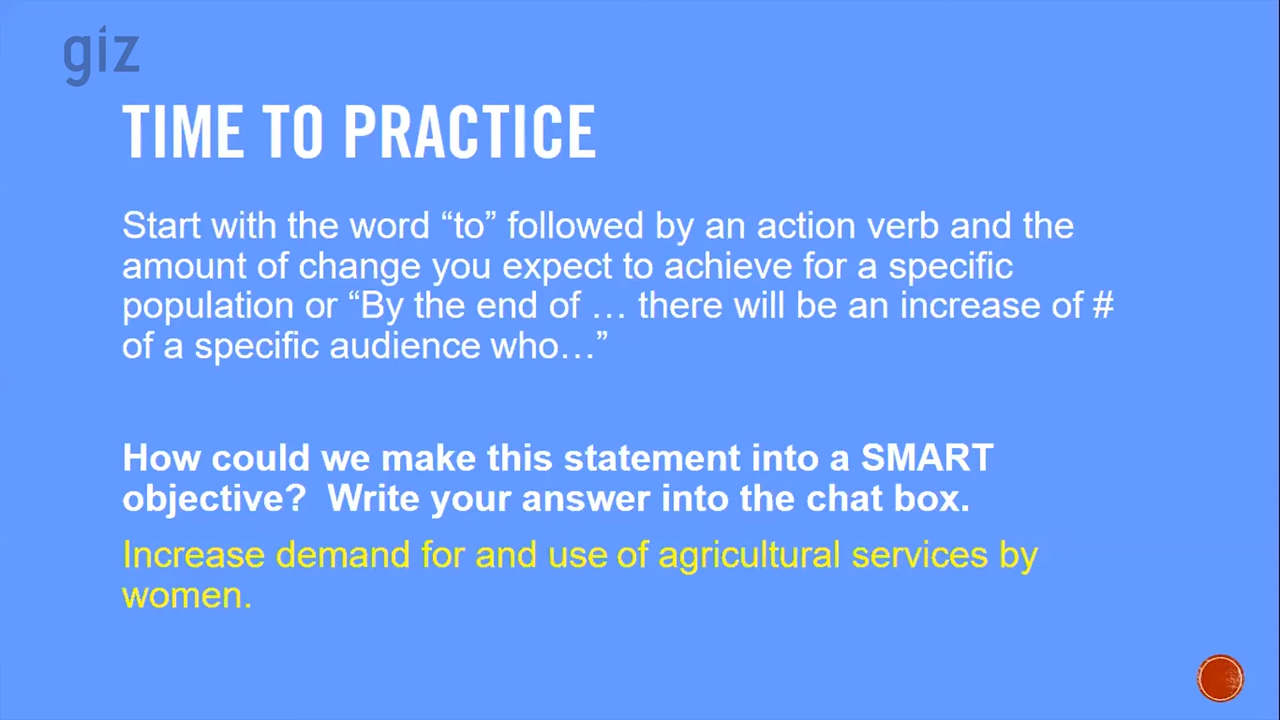 giz
TIME TO PRACTICE
Start with the word “to” followed by an action verb and the
amount of change you expect to achieve for a specific
population or “By the end of … there will be an increase of #
of a specific audience who…”
How could we make this statement into a SMART
objective?  Write your answer into the chat box.
Increase demand for and use of agricultural services by
women.